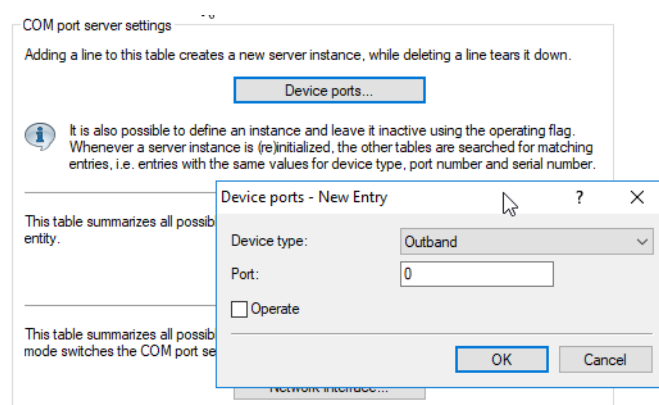 COM port server settings
Adding a line to this table creates a new server instance, while deleting a line tears it down.
Device ports...
It is also possible to define an instance and leave it inactive using the operating flag.
Whenever a server instance is (re)initialized, the other tables are searched for matching
entries, i.e. entries with the same values for device type, port number and serial number.
Device ports - New Entry
?
This table summarizes all possib
entity.
Device type:
Outband
Port:
0
Operate
This table summarizes all possib
mode switches the COM port se
OK
Cancel
Network interface...